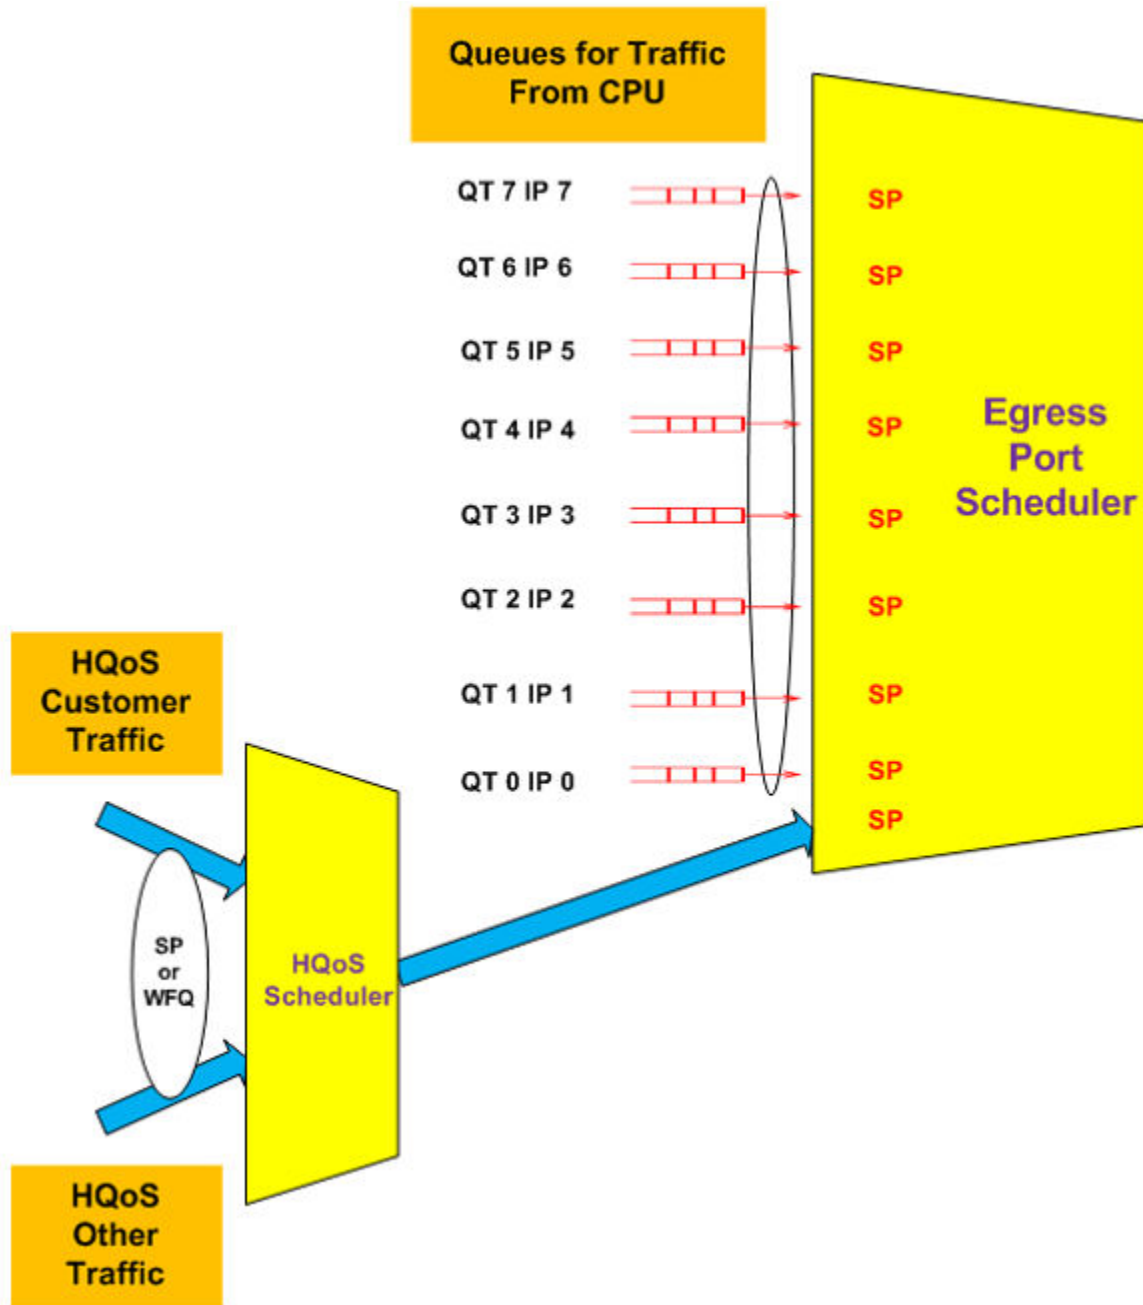 Queues for Traffic
From CPU
QT 7 IP 7
SP
QT 6 IP 6
SP
QT 5 IP 5
SP
QT 4 IP 4
SP
Egress
Port
Scheduler
QT 3 IP 3
SP
QT 2 IP 2
SP
HQoS
Customer
Traffic
QT 1 IP 1
SP
QT 0 IP 0
SP
SP
SP
or
WFQ
HQoS
Scheduler
HQoS
Other
Traffic